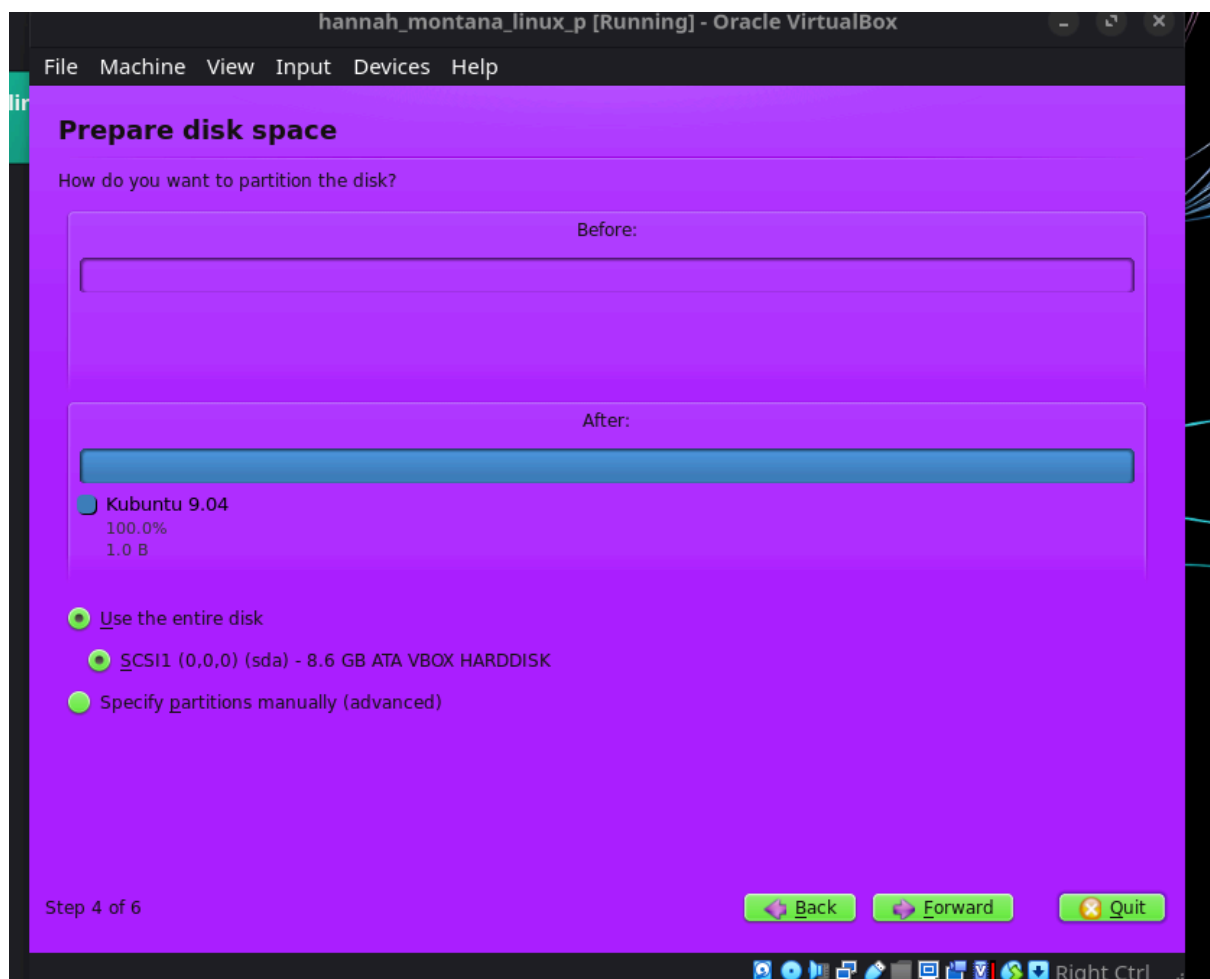 hannah_montana_linux_p [Running] - Oracle VirtualBox
File Machine View Input Devices Help
lin
Prepare disk space
How do you want to partition the disk?
Before:
After:
Kubuntu 9.04
100.0%
1.0 B
Use the entire disk
SCSI1 (0,0,0) (sda) - 8.6 GB ATA VBOX HARDDISK
Specify partitions manually (advanced)
Step 4 of 6
Back
Forward
Quit
Right Ctrl